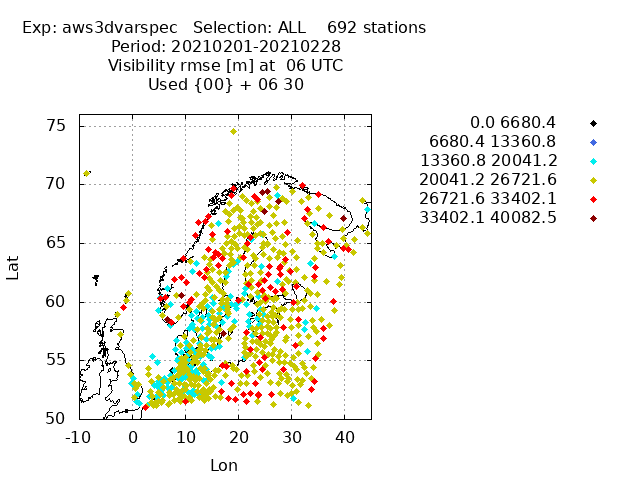 Exp: aws3dvarspec   Selection: ALL    692 stations
Period: 20210201-20210228
Visibility rmse [m] at  06 UTC
Used {00} + 06 30
0.0 6680.4
6680.4 13360.8
13360.8 20041.2
20041.2 26721.6
26721.6 33402.1
33402.1 40082.5
75
70
65
60
55
50
Lat
-10 0 10 20 30 40
Lon